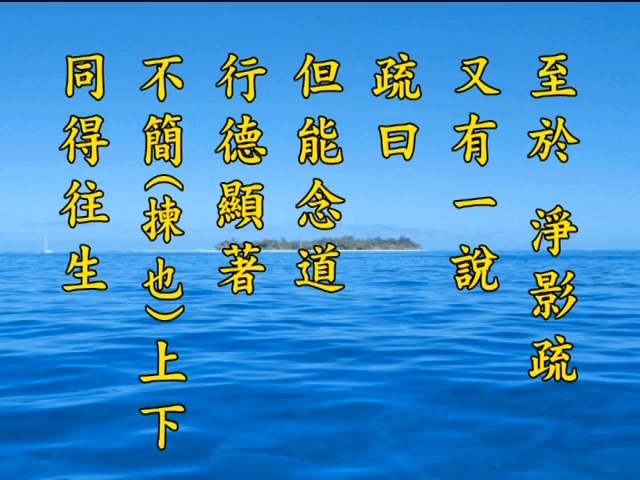 至於 淨影疏
又有一說
疏曰
但能念道
行德顯著
不簡(揀也)上下
同得往生